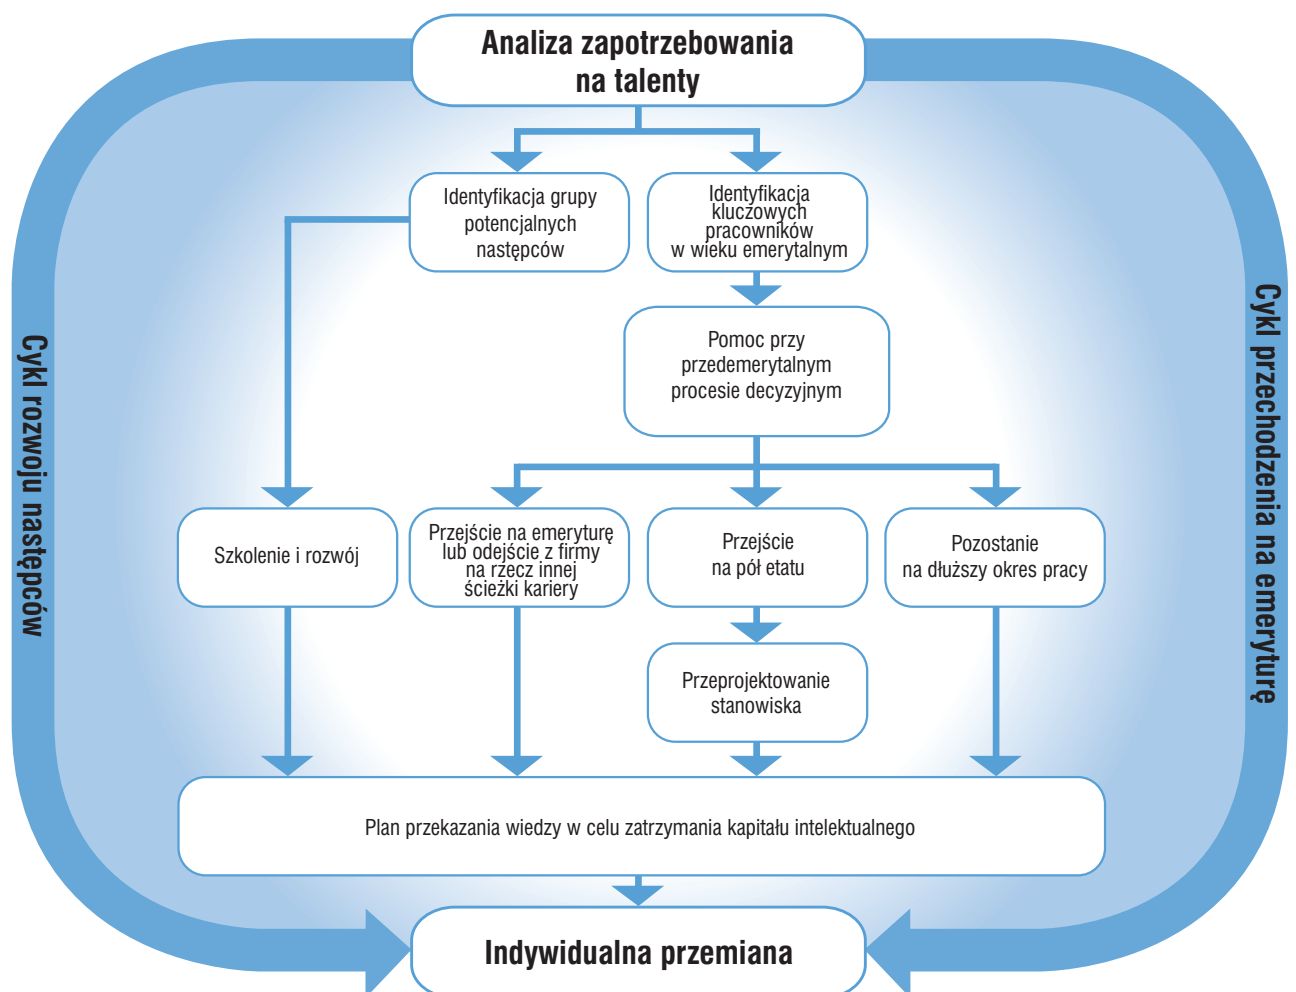 Analiza zapotrzebowania
na talenty
Identyfikacja grupy
potencjalnych
następców
Identyfikacja
kluczowych
pracowników
w wieku emerytalnym
Pomoc przy
przedemerytalnym
procesie decyzyjnym
Cykl rozwoju następców
Cykl przechodzenia na emeryturę
Szkolenie i rozwój
Przejście na emeryturę
lub odejście z firmy
na rzecz innej
ścieżki kariery
Przejście
na pół etatu
Pozostanie
na dłuższy okres pracy
Przeprojektowanie
stanowiska
Plan przekazania wiedzy w celu zatrzymania kapitału intelektualnego
Indywidualna przemiana